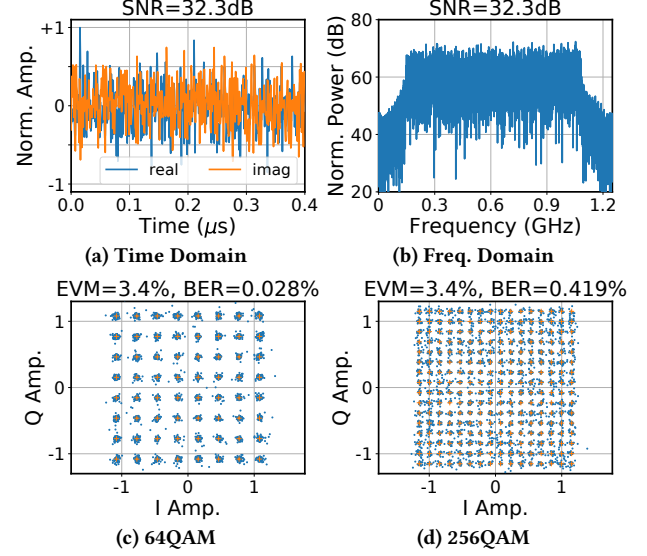 SNR=32.3dB
SNR=32.3dB
Norm. Amp.
+1
0
-1
real
imag
0.0 0.1 0.2 0.3 0.4
Time (μs)
(a) Time Domain
Norm. Power (dB)
80
60
40
20
0 0.3 0.6 0.9 1.2
Frequency (GHz)
(b) Freq. Domain
EVM=3.4%, BER=0.028%
Q Amp.
1
0
-1
-1 0 1
I Amp.
(c) 64QAM
EVM=3.4%, BER=0.419%
Q Amp.
1
0
-1
-1 0 1
I Amp.
(d) 256QAM